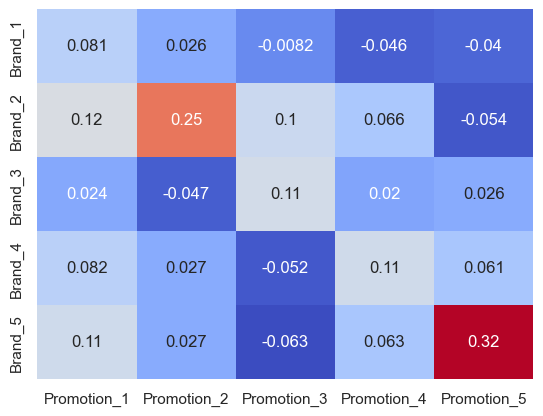 Brand_1 0.081 0.026 -0.0082 -0.046 -0.04
Brand_2 0.12 0.25 0.1 0.066 -0.054
Brand_3 0.024 -0.047 0.11 0.02 0.026
Brand_4 0.082 0.027 -0.052 0.11 0.061
Brand_5 0.11 0.027 -0.063 0.063 0.32
Promotion_1 Promotion_2 Promotion_3 Promotion_4 Promotion_5